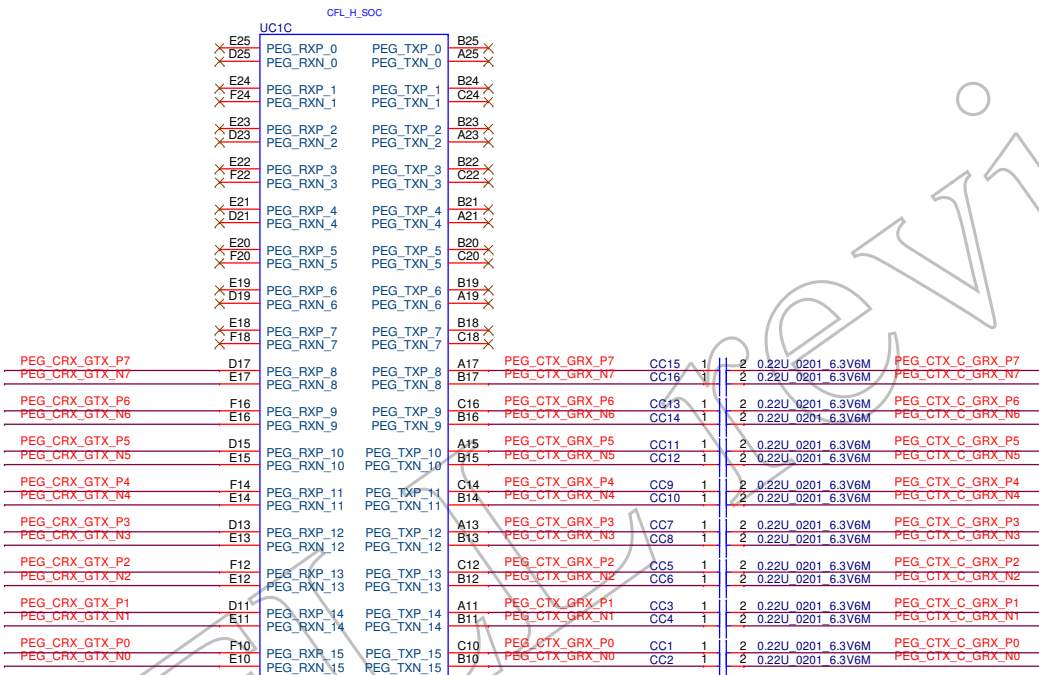 CFL_H_SOC
UC1C
E25 PEG_RXP_0 PEG_TXP_0 B25
D25 PEG_RXN_0 PEG_TXN_0 A25
E24 PEG_RXP_1 PEG_TXP_1 B24
F24 PEG_RXN_1 PEG_TXN_1 C24
E23 PEG_RXP_2 PEG_TXP_2 B23
D23 PEG_RXN_2 PEG_TXN_2 A23
E22 PEG_RXP_3 PEG_TXP_3 B22
F22 PEG_RXN_3 PEG_TXN_3 C22
E21 PEG_RXP_4 PEG_TXP_4 B21
D21 PEG_RXN_4 PEG_TXN_4 A21
E20 PEG_RXP_5 PEG_TXP_5 B20
F20 PEG_RXN_5 PEG_TXN_5 C20
E19 PEG_RXP_6 PEG_TXP_6 B19
D19 PEG_RXN_6 PEG_TXN_6 A19
E18 PEG_RXP_7 PEG_TXP_7 B18
F18 PEG_RXN_7 PEG_TXN_7 C18
PEG_CRX_GTX_P7 D17 PEG_RXP_8 PEG_TXP_8 A17 PEG_CTX_GRX_P7 CC15 1 2 0.22U_0201_6.3V6M PEG_CTX_C_GRX_P7
PEG_CRX_GTX_N7 E17 PEG_RXN_8 PEG_TXN_8 B17 PEG_CTX_GRX_N7 CC16 1 2 0.22U_0201_6.3V6M PEG_CTX_C_GRX_N7
PEG_CRX_GTX_P6 F16 PEG_RXP_9 PEG_TXP_9 C16 PEG_CTX_GRX_P6 CC13 1 2 0.22U_0201_6.3V6M PEG_CTX_C_GRX_P6
PEG_CRX_GTX_N6 E16 PEG_RXN_9 PEG_TXN_9 B16 PEG_CTX_GRX_N6 CC14 1 2 0.22U_0201_6.3V6M PEG_CTX_C_GRX_N6
PEG_CRX_GTX_P5 D15 PEG_RXP_10 PEG_TXP_10 A15 PEG_CTX_GRX_P5 CC11 1 2 0.22U_0201_6.3V6M PEG_CTX_C_GRX_P5
PEG_CRX_GTX_N5 E15 PEG_RXN_10 PEG_TXN_10 B15 PEG_CTX_GRX_N5 CC12 1 2 0.22U_0201_6.3V6M PEG_CTX_C_GRX_N5
PEG_CRX_GTX_P4 F14 PEG_RXP_11 PEG_TXP_11 C14 PEG_CTX_GRX_P4 CC9 1 2 0.22U_0201_6.3V6M PEG_CTX_C_GRX_P4
PEG_CRX_GTX_N4 E14 PEG_RXN_11 PEG_TXN_11 B14 PEG_CTX_GRX_N4 CC10 1 2 0.22U_0201_6.3V6M PEG_CTX_C_GRX_N4
PEG_CRX_GTX_P3 D13 PEG_RXP_12 PEG_TXP_12 A13 PEG_CTX_GRX_P3 CC7 1 2 0.22U_0201_6.3V6M PEG_CTX_C_GRX_P3
PEG_CRX_GTX_N3 E13 PEG_RXN_12 PEG_TXN_12 B13 PEG_CTX_GRX_N3 CC8 1 2 0.22U_0201_6.3V6M PEG_CTX_C_GRX_N3
PEG_CRX_GTX_P2 F12 PEG_RXP_13 PEG_TXP_13 C12 PEG_CTX_GRX_P2 CC5 1 2 0.22U_0201_6.3V6M PEG_CTX_C_GRX_P2
PEG_CRX_GTX_N2 E12 PEG_RXN_13 PEG_TXN_13 B12 PEG_CTX_GRX_N2 CC6 1 2 0.22U_0201_6.3V6M PEG_CTX_C_GRX_N2
PEG_CRX_GTX_P1 D11 PEG_RXP_14 PEG_TXP_14 A11 PEG_CTX_GRX_P1 CC3 1 2 0.22U_0201_6.3V6M PEG_CTX_C_GRX_P1
PEG_CRX_GTX_N1 E11 PEG_RXN_14 PEG_TXN_14 B11 PEG_CTX_GRX_N1 CC4 1 2 0.22U_0201_6.3V6M PEG_CTX_C_GRX_N1
PEG_CRX_GTX_P0 F10 PEG_RXP_15 PEG_TXP_15 C10 PEG_CTX_GRX_P0 CC1 1 2 0.22U_0201_6.3V6M PEG_CTX_C_GRX_P0
PEG_CRX_GTX_N0 E10 PEG_RXN_15 PEG_TXN_15 B10 PEG_CTX_GRX_N0 CC2 1 2 0.22U_0201_6.3V6M PEG_CTX_C_GRX_N0